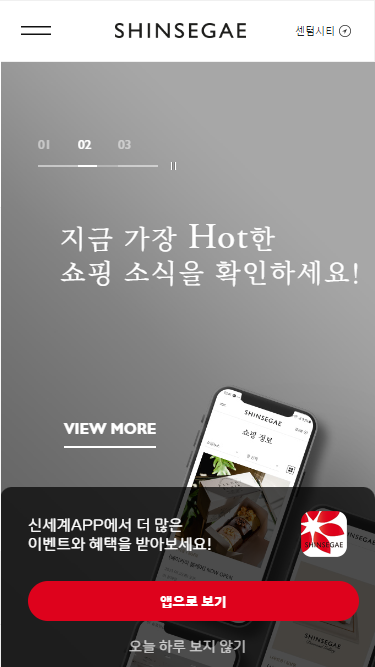 SHINSEGAE
센텀시티
01 02 03
지금 가장 Hot한
쇼핑 소식을 확인하세요!
VIEW MORE
SHINSEGAE
쇼핑 정보
신세계APP에서 더 많은
이벤트와 혜택을 받아보세요!
SHINSEGAE
앱으로 보기
SHINSEGAE
오늘 하루 보지 않기